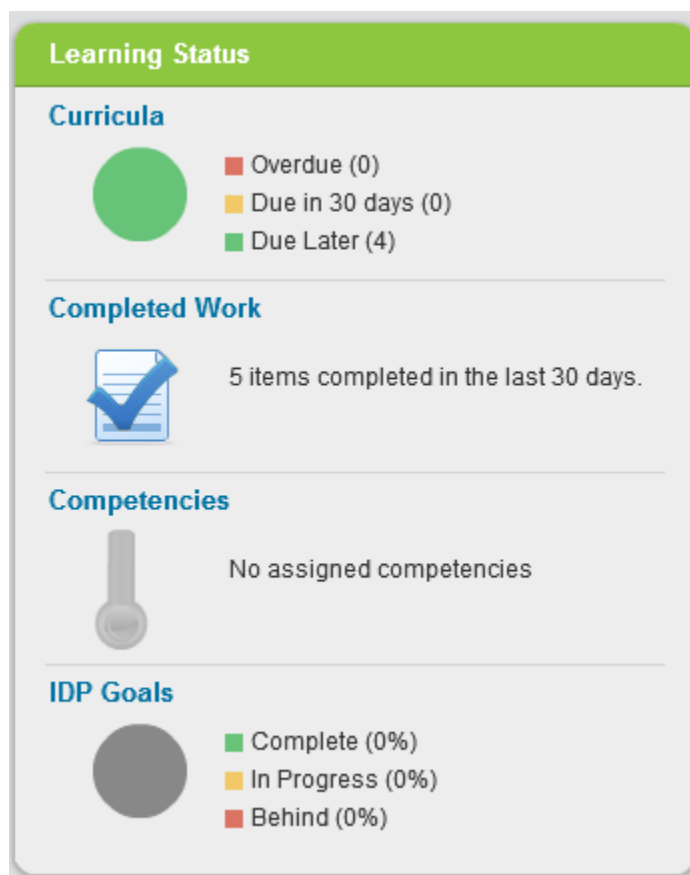 Learning Status
Curricula
Overdue (0)
Due in 30 days (0)
Due Later (4)
Completed Work
5 items completed in the last 30 days.
Competencies
No assigned competencies
IDP Goals
Complete (0%)
In Progress (0%)
Behind (0%)